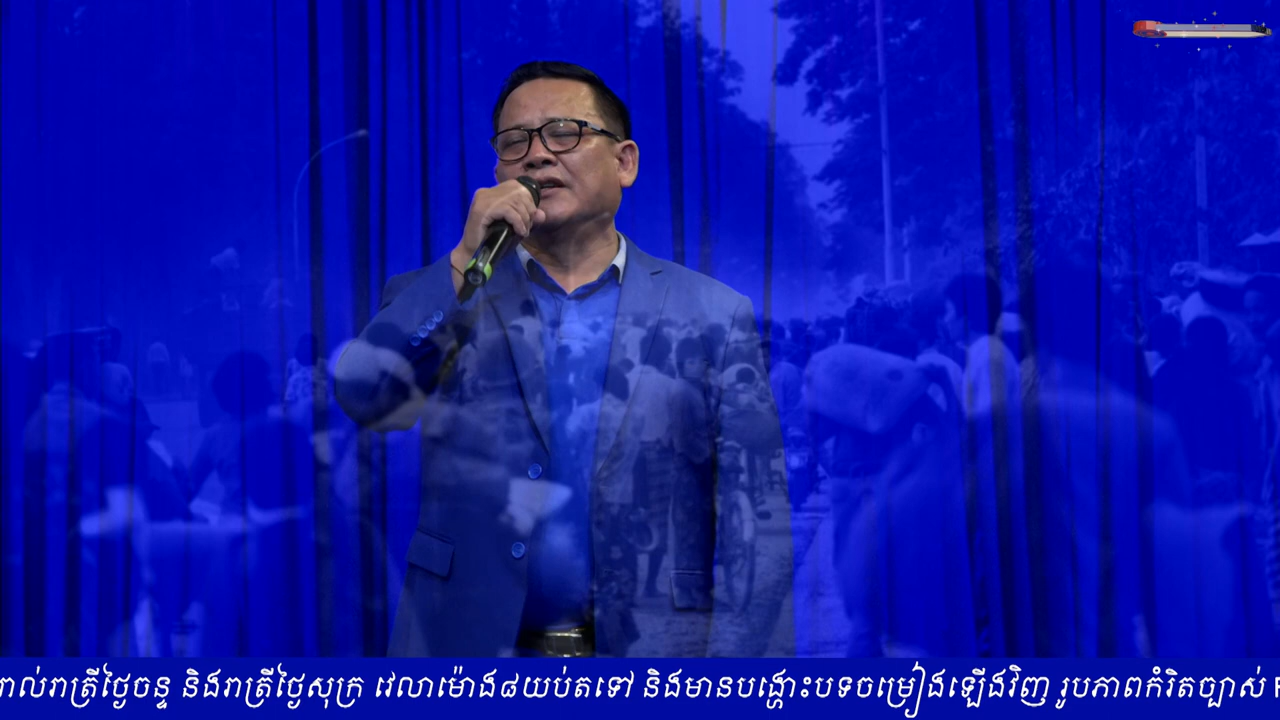 រាល់រាត្រីថ្ងៃចន្ទ និងរាត្រីថ្ងៃសុក្រ វេលាម៉ោង៨យប់តទៅ និងមានបង្ហោះបទចម្រៀងឡើងវិញ រូបភាពកំរិតច្បាស់